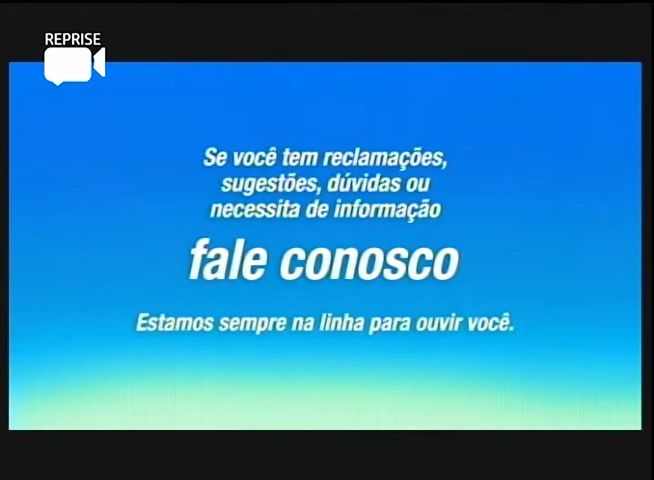 REPRISE
Se você tem reclamações,
sugestões, dúvidas ou
necessita de informação
fale conosco
Estamos sempre na linha para ouvir você.